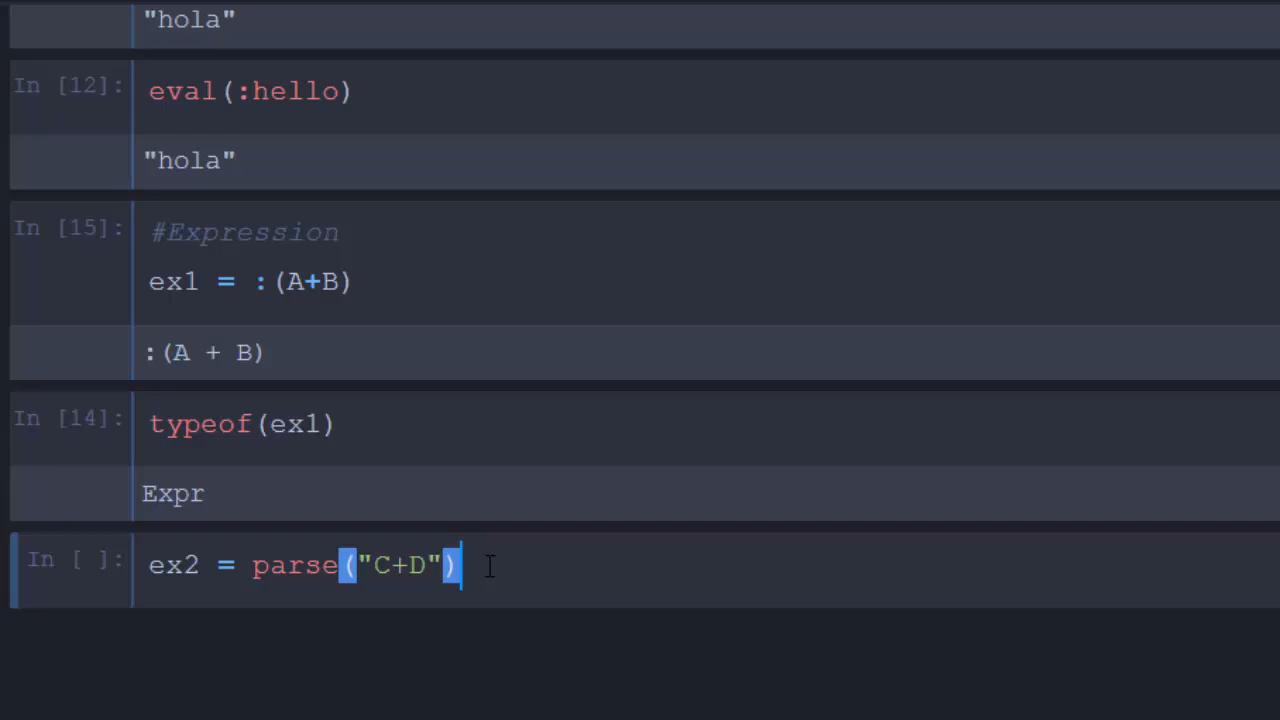 "hola"
In [12]: eval(:hello)
"hola"
In [15]: #Expression
ex1 = :(A+B)
:(A + B)
In [14]: typeof(ex1)
Expr
In [ ]: ex2 = parse("C+D")